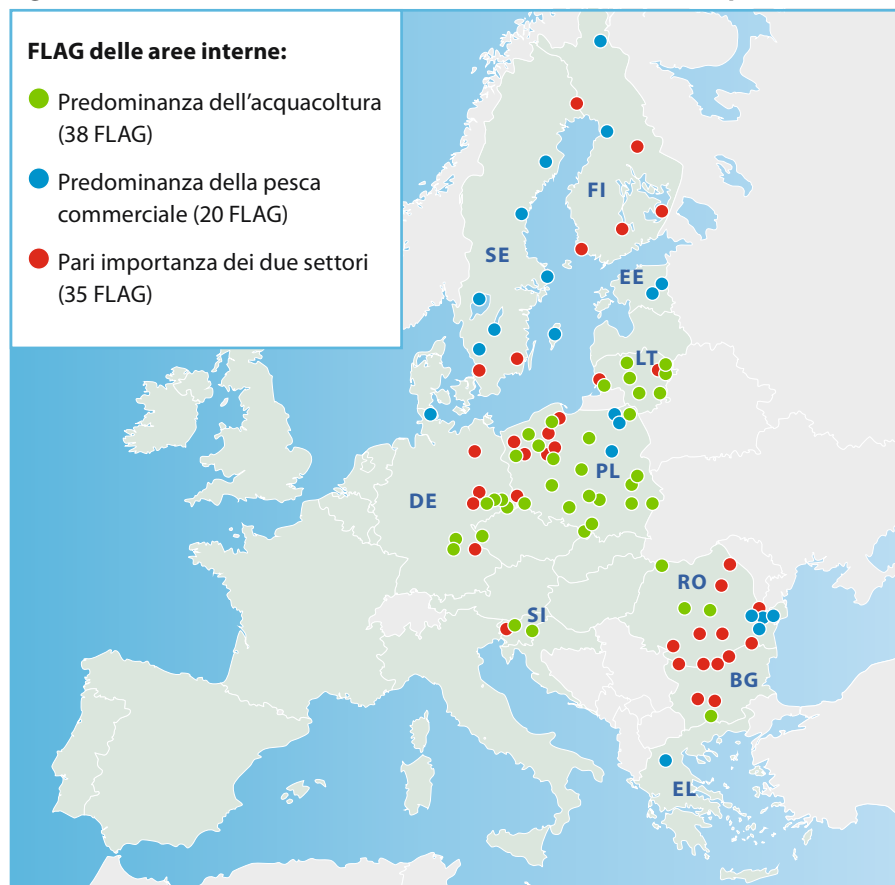 FLAG delle aree interne:
Predominanza dell'acquacoltura
(38 FLAG)
Predominanza della pesca
commerciale (20 FLAG)
Pari importanza dei due settori
(35 FLAG)
FI
SE
EE
LT
PL
DE
RO
SI
BG
EL